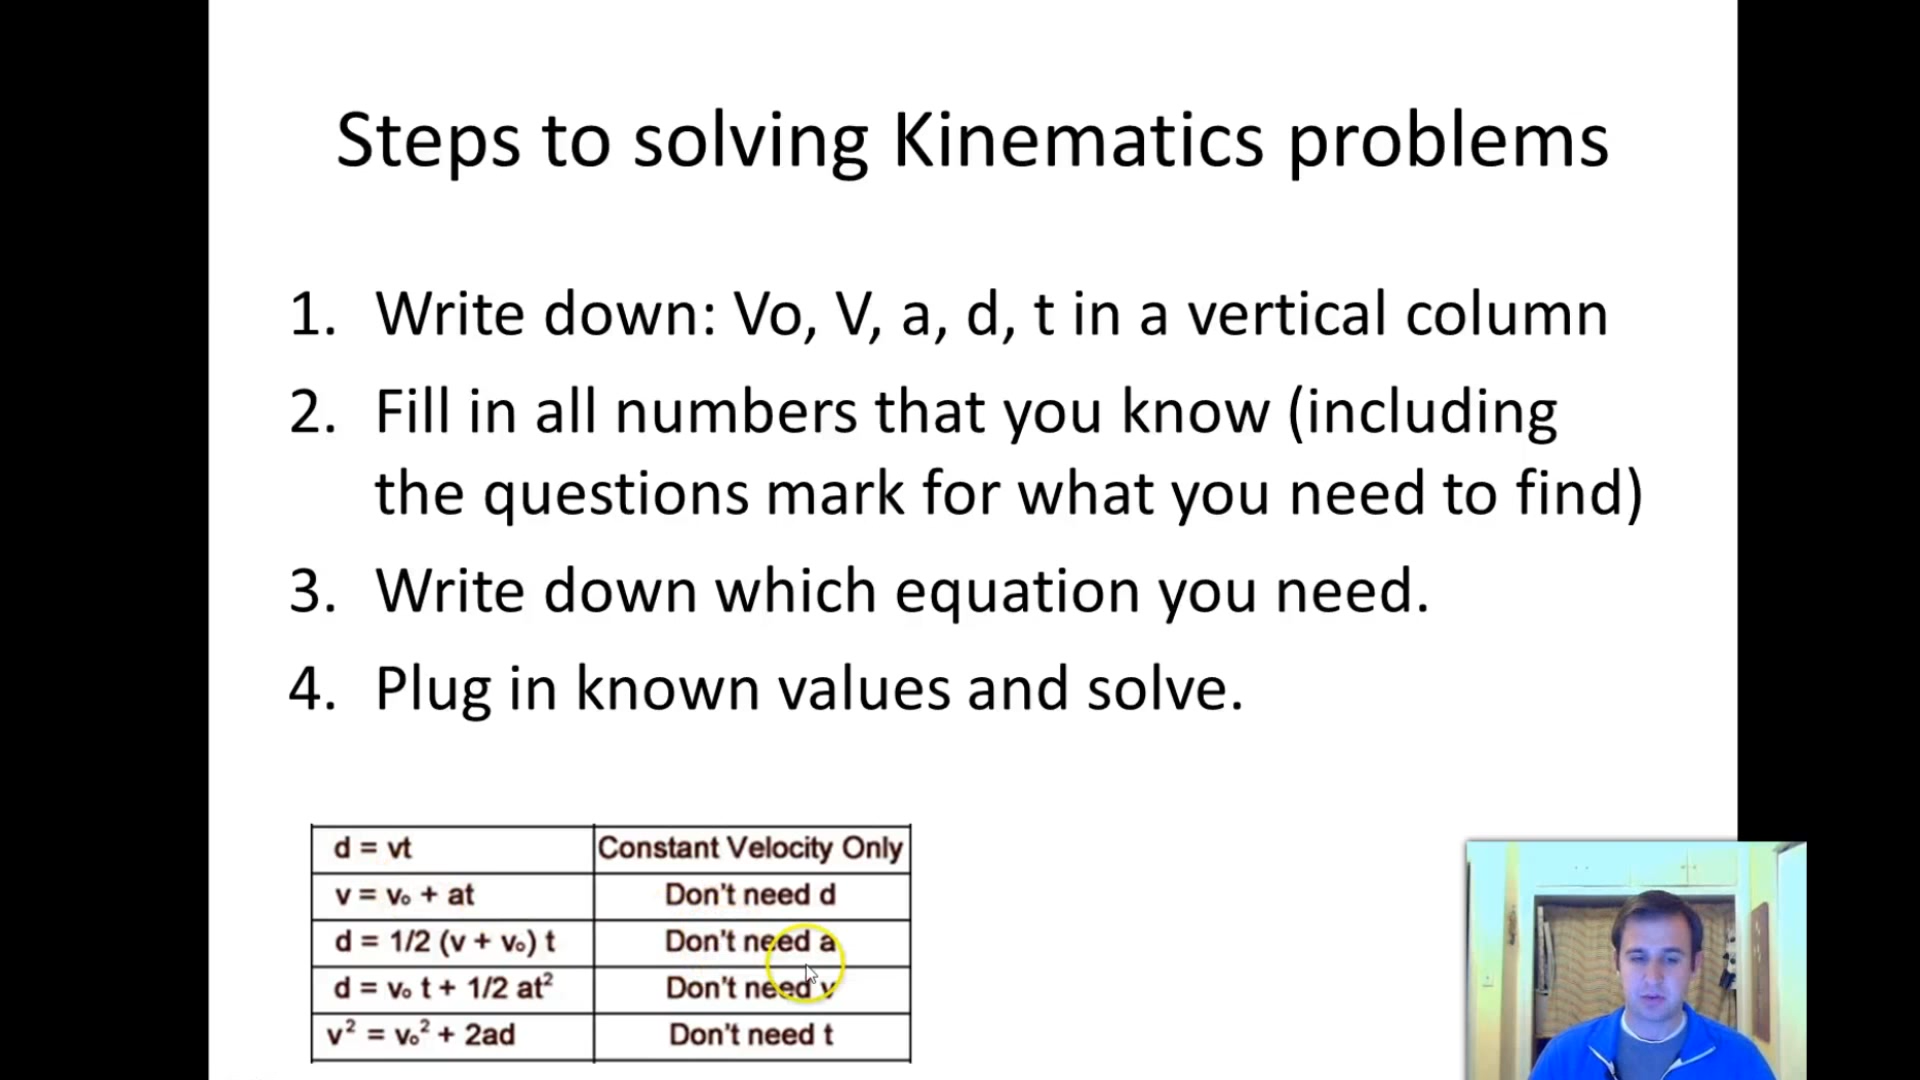 Steps to solving Kinematics problems
1. Write down: Vo, V, a, d, t in a vertical column
2. Fill in all numbers that you know (including
the questions mark for what you need to find)
3. Write down which equation you need.
4. Plug in known values and solve.
d = vt Constant Velocity Only
v = v₀ + at Don't need d
d = 1/2 (v + v₀) t Don't need a
d = v₀ t + 1/2 at² Don't need v
v² = v₀² + 2ad Don't need t